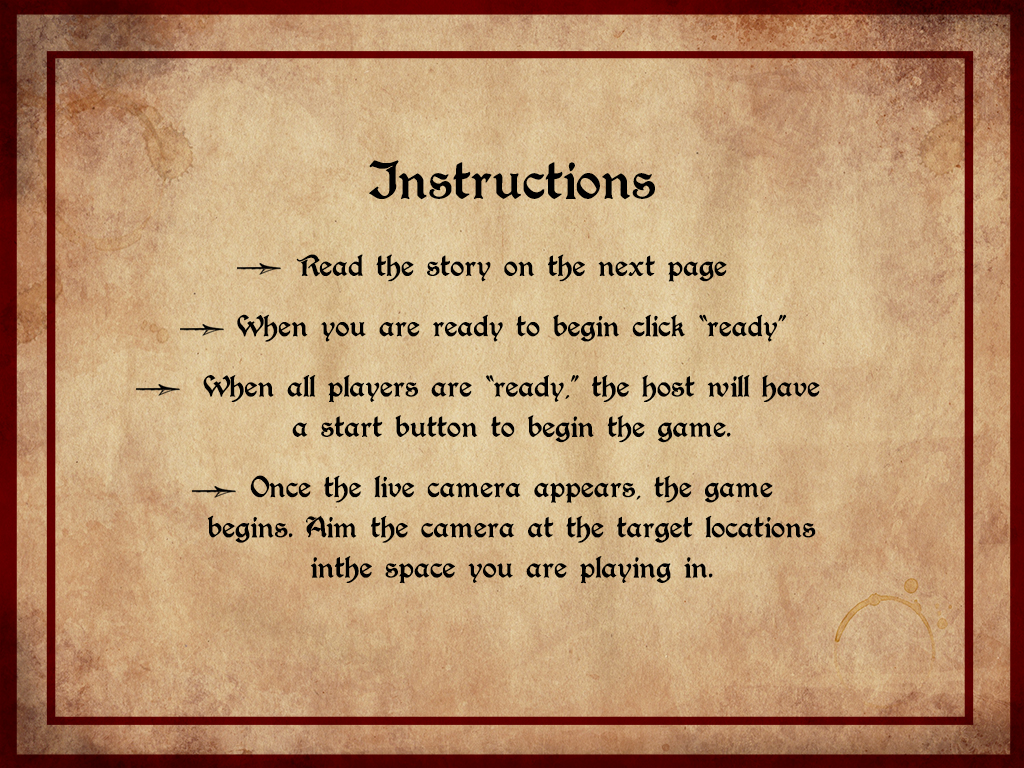 Instructions
Read the story on the next page
When you are ready to begin click “ready”
When all players are “ready,” the host will have
a start button to begin the game.
Once the live camera appears, the game
begins. Aim the camera at the target locations
inthe space you are playing in.